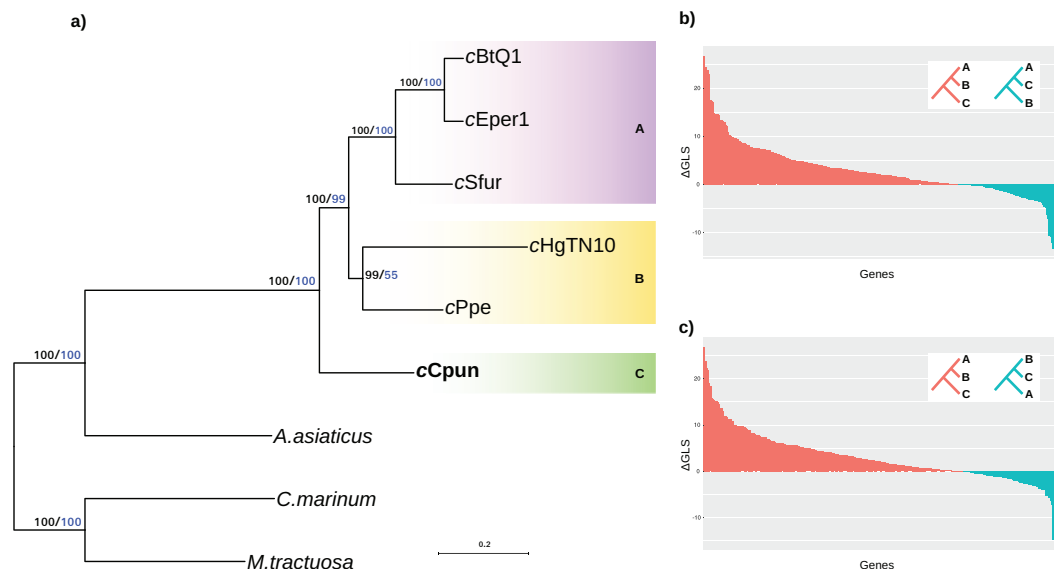 a)
cBtQ1
100/100
cEper1
100/100
A
cSfur
100/99
cHgTN10
99/55
B
cPpe
100/100
cCpun
C
100/100
A.asiaticus
C.marinum
100/100
M.tractuosa
0.2
b)
A
B
C
A
C
B
20
10
0
-10
ΔGLS
Genes
c)
A
B
C
B
C
A
20
10
0
-10
ΔGLS
Genes